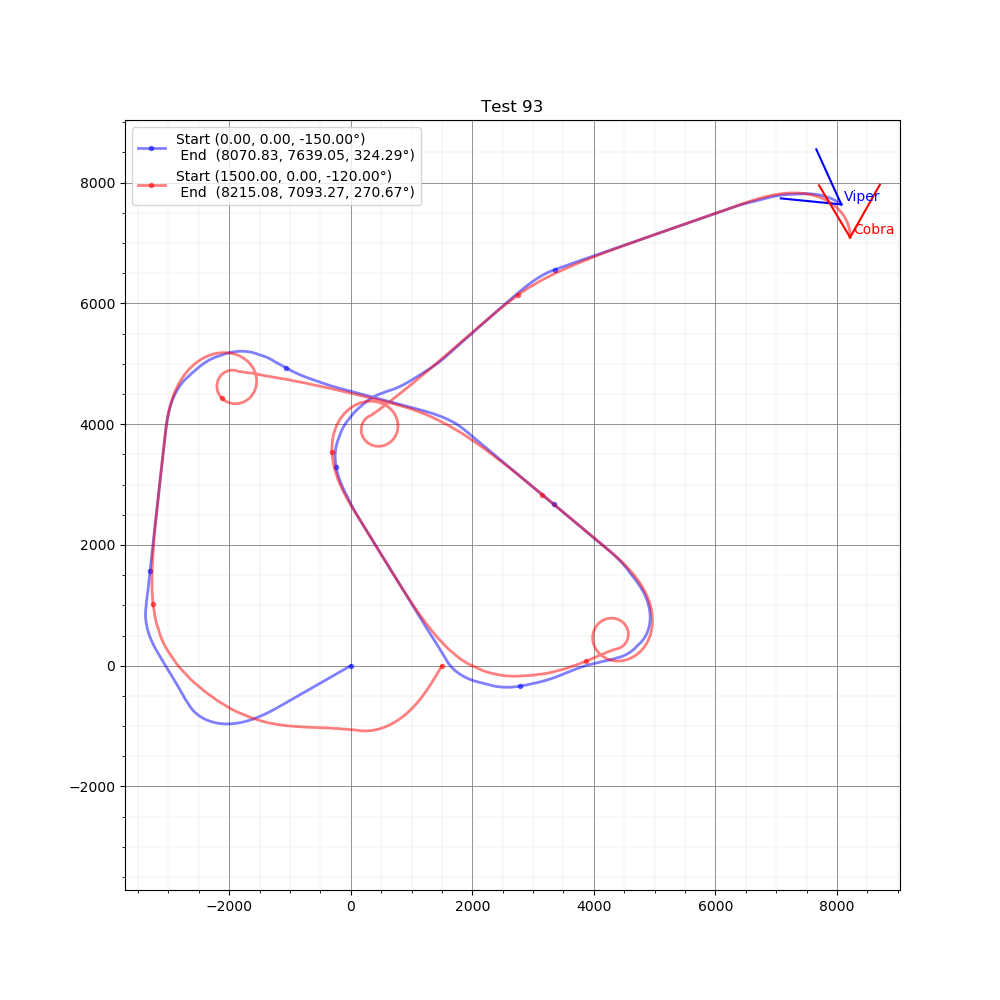 Test 93
Start (0.00, 0.00, -150.00°)
End (8070.83, 7639.05, 324.29°)
Start (1500.00, 0.00, -120.00°)
End (8215.08, 7093.27, 270.67°)
Viper
Cobra
8000
6000
4000
2000
0
−2000
−2000 0 2000 4000 6000 8000